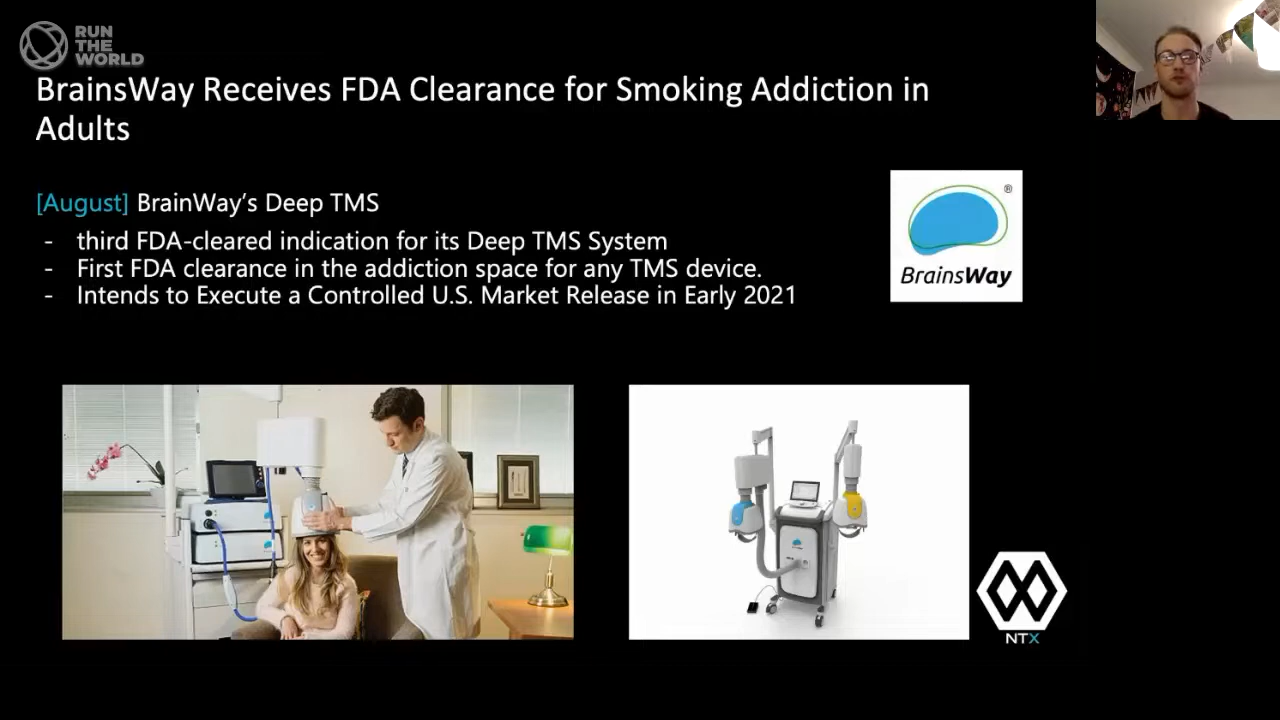 RUN
THE
WORLD
BrainsWay Receives FDA Clearance for Smoking Addiction in
Adults
[August] BrainWay’s Deep TMS
- third FDA-cleared indication for its Deep TMS System
- First FDA clearance in the addiction space for any TMS device.
- Intends to Execute a Controlled U.S. Market Release in Early 2021
®
BrainsWay
NTX